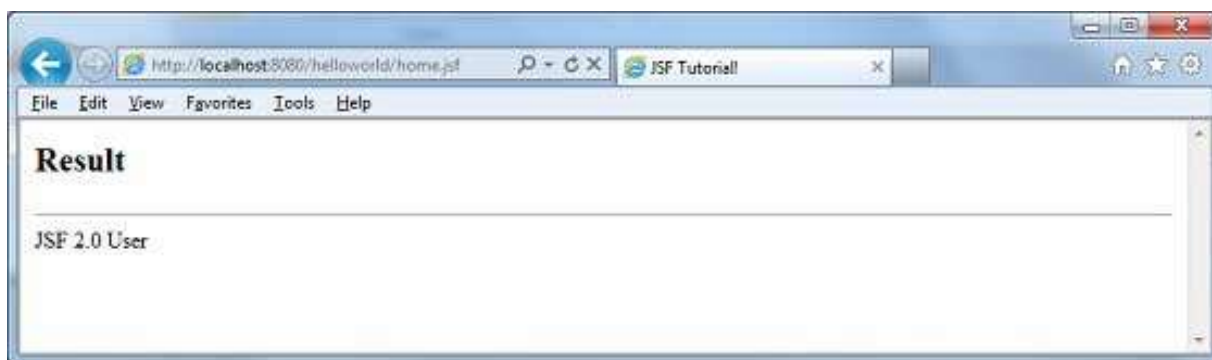 http://localhost:8080/helloworld/home.jsf
JSF Tutorial!
File Edit View Favorites Tools Help
Result
JSF 2.0 User